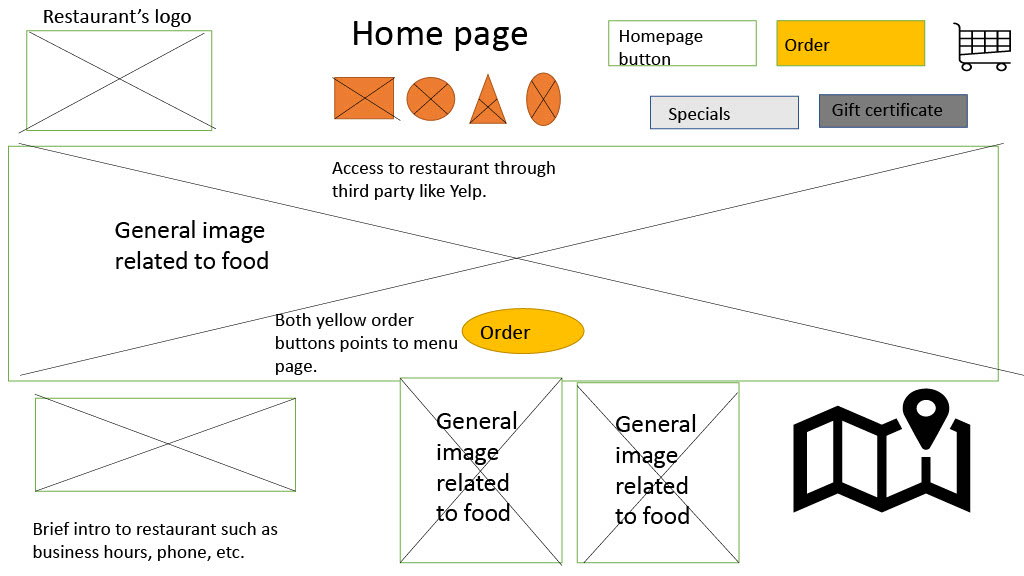 Restaurant’s logo
Home page
Homepage
button
Order
Specials
Gift certificate
Access to restaurant through
third party like Yelp.
General image
related to food
Both yellow order
buttons points to menu
page.
Order
General
image
related
to food
General
image
related
to food
Brief intro to restaurant such as
business hours, phone, etc.